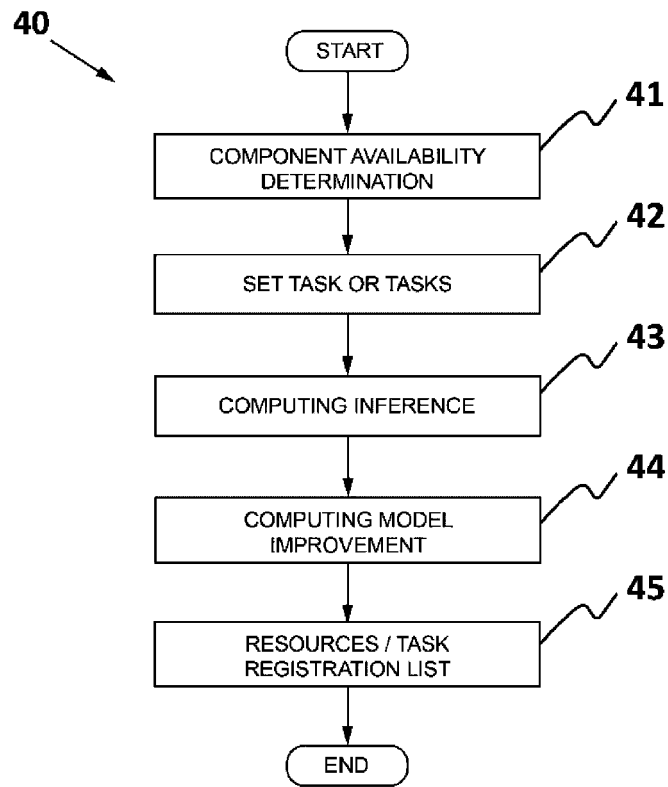 40
START
41
COMPONENT AVAILABILITY
DETERMINATION
42
SET TASK OR TASKS
43
COMPUTING INFERENCE
44
COMPUTING MODEL
IMPROVEMENT
45
RESOURCES / TASK
REGISTRATION LIST
END